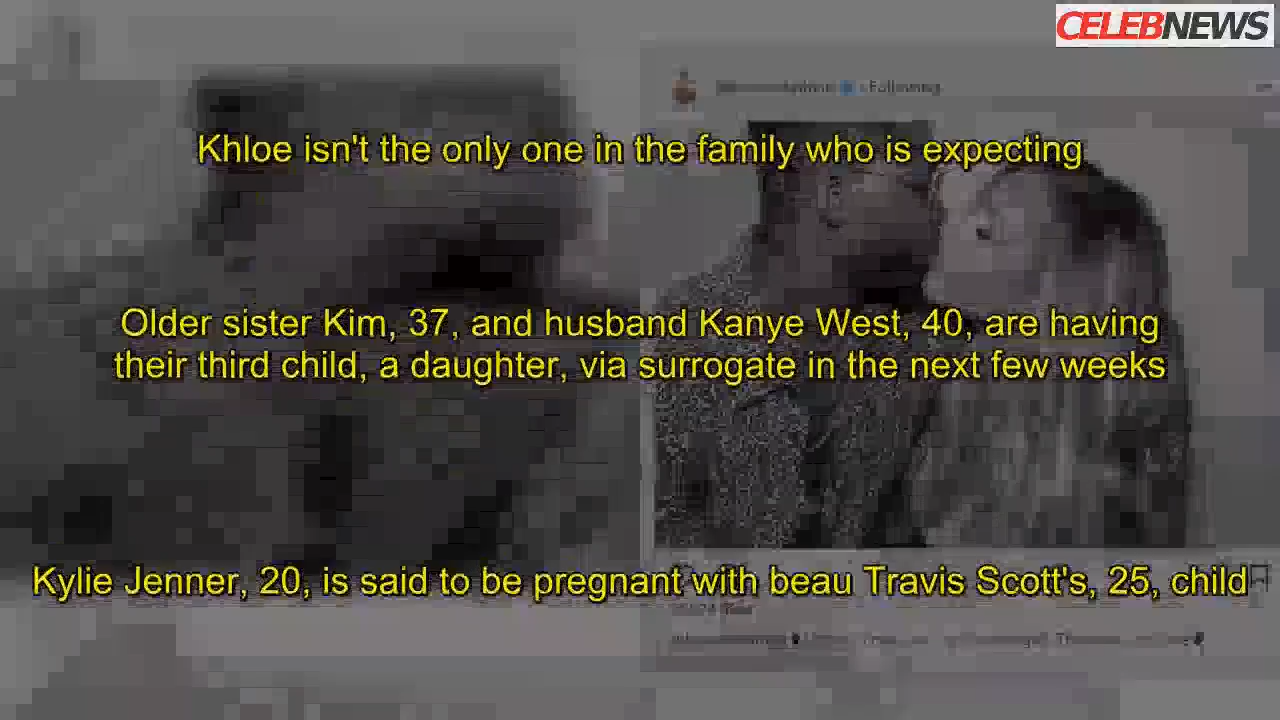 CELEBNEWS
Following
Khloe isn't the only one in the family who is expecting
Older sister Kim, 37, and husband Kanye West, 40, are having
their third child, a daughter, via surrogate in the next few weeks
Kylie Jenner, 20, is said to be pregnant with beau Travis Scott's, 25, child